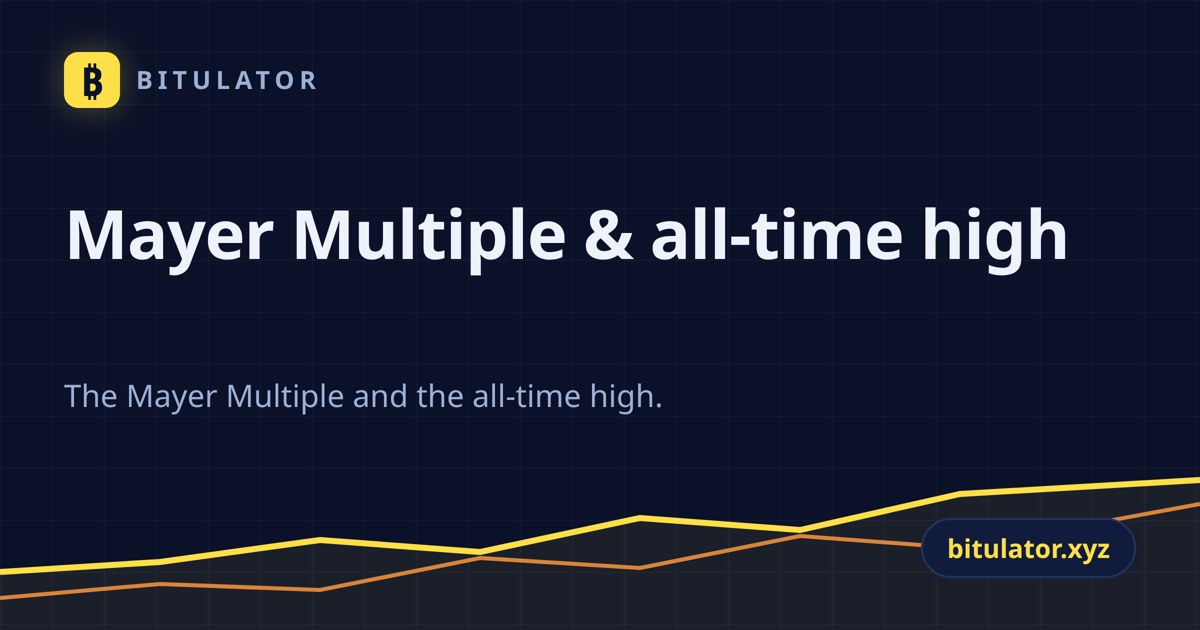 BITULATOR
Mayer Multiple & all-time high
The Mayer Multiple and the all-time high.
bitulator.xyz